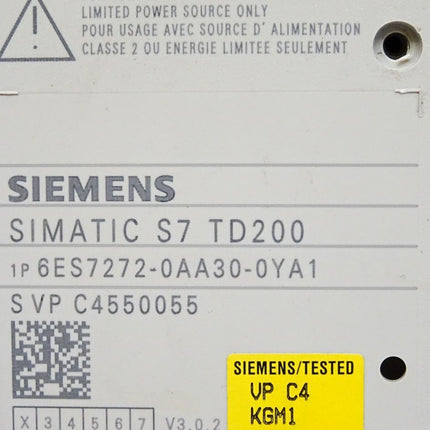 LIMITED POWER SOURCE ONLY
POUR USAGE AVEC SOURCE D' ALIMENTATION
CLASSE 2 OU ENERGIE LIMITEE SEULEMENT
SIEMENS
SIMATIC S7 TD200
1P 6ES7272-0AA30-0YA1
S VP C4550055
SIEMENS/TESTED
VP C4
KGM1
X 3 4 5 6 7 V3.0.2